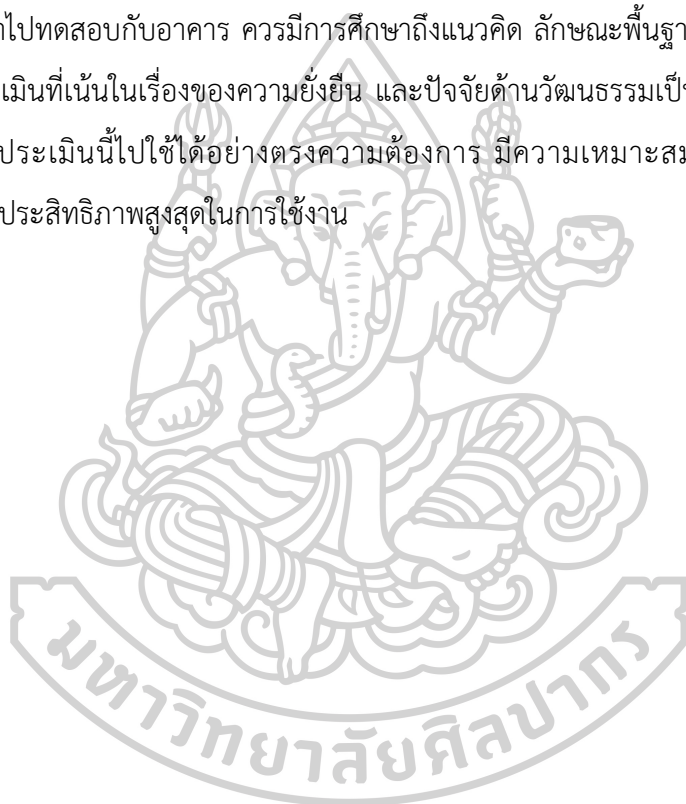 ไปทดสอบกับอาคาร ควรมีการศึกษาถึงแนวคิด ลักษณะพื้นฐา
เมินที่เน้นในเรื่องของความยั่งยืน และปัจจัยด้านวัฒนธรรมเป็
ประเมินนี้ไปใช้ได้อย่างตรงความต้องการ มีความเหมาะสม
ประสิทธิภาพสูงสุดในการใช้งาน
มหาวิทยาลัยศิลปากร